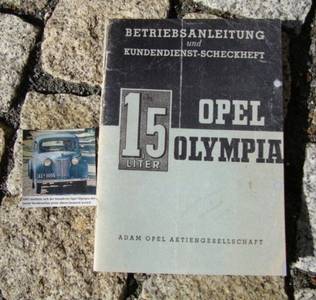 BETRIEBSANLEITUNG
und
KUNDENDIENST-SCHECKHEFT
1,5
LITER
OPEL
OLYMPIA
ADAM OPEL AKTIENGESELLSCHAFT